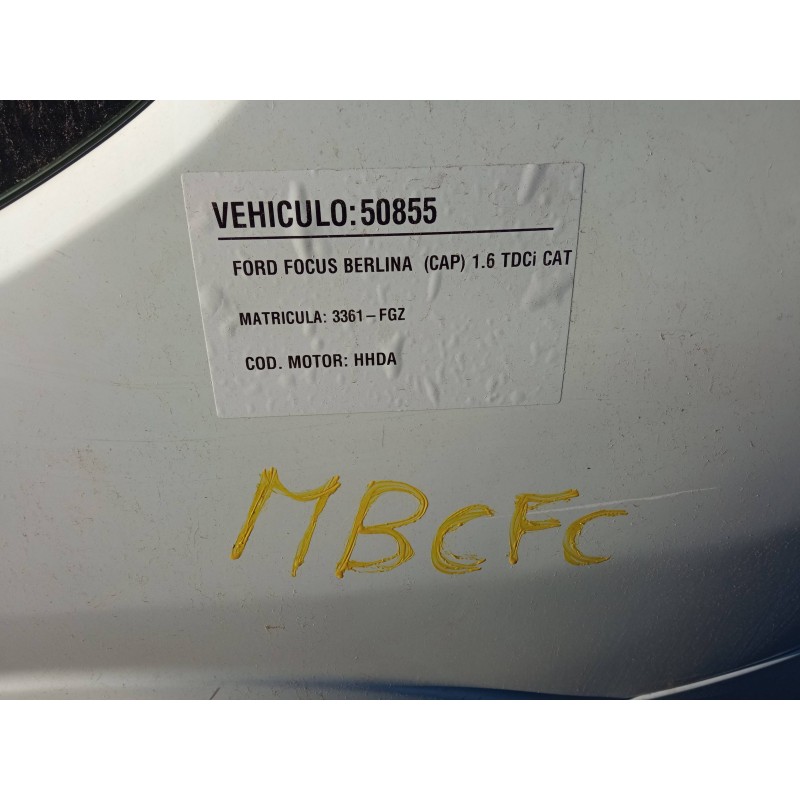 VEHICULO:50855
FORD FOCUS BERLINA (CAP) 1.6 TDCi CAT
MATRICULA: 3361-FGZ
COD. MOTOR: HHDA
MBCFC